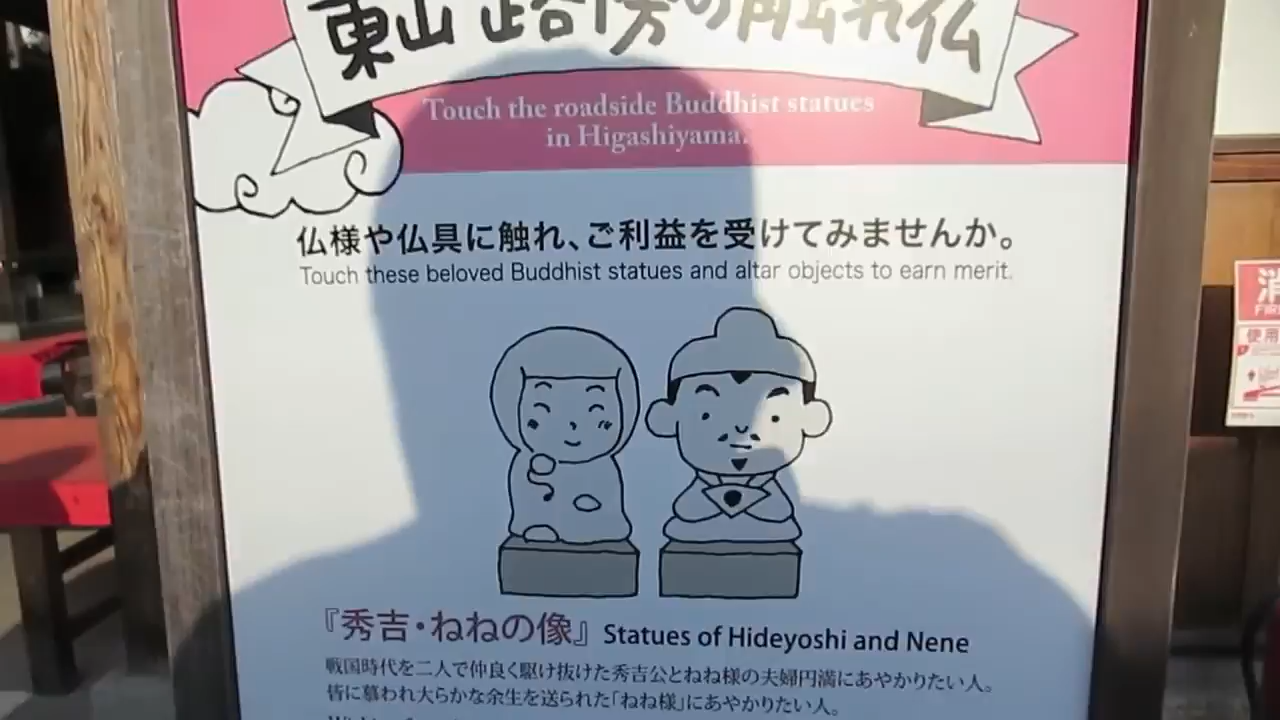 東山 路傍の触れ仏
Touch the roadside Buddhist statues
in Higashiyama.
仏様や仏具に触れ、ご利益を受けてみませんか。
Touch these beloved Buddhist statues and altar objects to earn merit.
『秀吉・ねねの像』 Statues of Hideyoshi and Nene
戦国時代を二人で仲良く駆け抜けた秀吉公とねね様の夫婦円満にあやかりたい人。
皆に慕われ大らかな余生を送られた「ねね様」にあやかりたい人。
消
FIR
使用